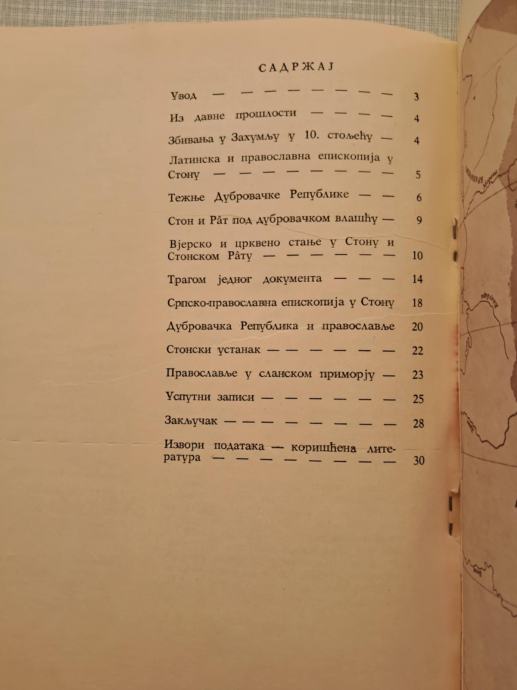 САДРЖАЈ
Увод — — — — — — — 3
Из давне прошлости — — — — 4
Збивања у Захумљу у 10. стољећу — 4
Латинска и православна епископија у
Стону — — — — — — — — 5
Тежње Дубровачке Републике — — 6
Стон и Рâт под дубровачком влашћу — 9
Вјерско и црквено стање у Стону и
Стонском Рâту — — — — — — 10
Трагом једног документа — — — 14
Српско-православна епископија у Стону 18
Дубровачка Република и православље 20
Стонски устанак — — — — — — 22
Православље у сланском приморју — 23
Успутни записи — — — — — — 25
Закључак — — — — — — — — 28
Извори података — коришћена лите-
ратура — — — — — — — — 30